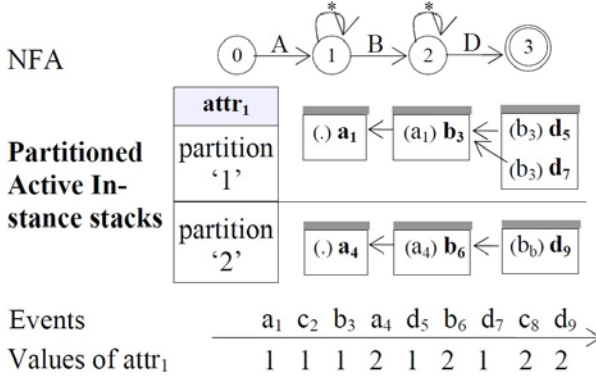 * *
NFA 0 A 1 B 2 D 3
attr₁
Partitioned Active In- stance stacks
partition '1'
(.) a₁ (a₁) b₃ (b₃) d₅
(b₃) d₇
partition '2'
(.) a₄ (a₄) b₆ (b_b) d₉
Events a₁ c₂ b₃ a₄ d₅ b₆ d₇ c₈ d₉
Values of attr₁ 1 1 1 2 1 2 1 2 2